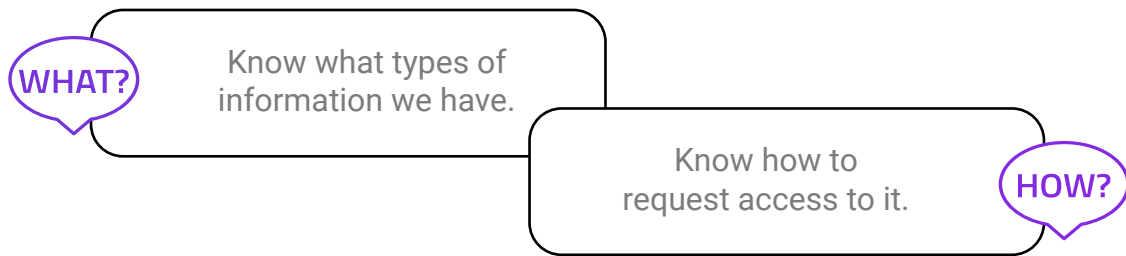 WHAT?
Know what types of
information we have.
Know how to
request access to it.
HOW?